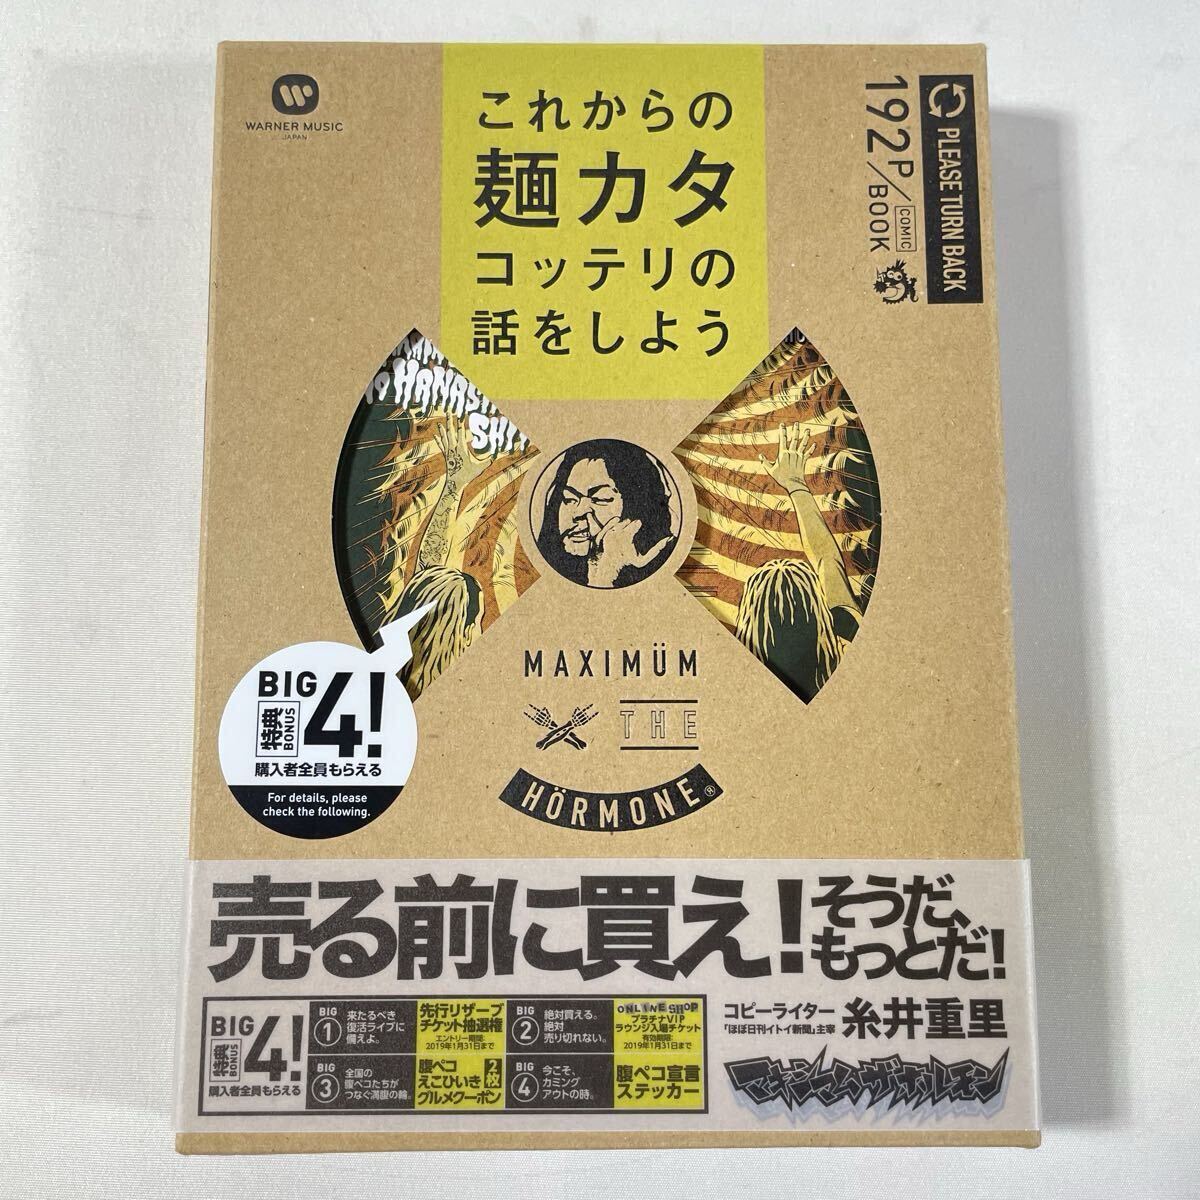 WARNER MUSIC
JAPAN
これからの
麺カタ
コッテリの
話をしよう
PLEASE TURN BACK
192P/BOOK
COMIC
HANAS
SHI
MAXIMÜM
THE
HÖRMONE®
BIG
特典
BONUS
4!
購入者全員もらえる
For details, please
check the following.
売る前に買え!
そうだ、
もっとだ!
BIG
特典
BONUS
4!
購入者全員もらえる
BIG
1
来たるべき
復活ライブに
備えよ。
先行リザーブ
チケット抽選権
エントリー期間:
2019年1月31日まで
BIG
2
絶対買える。
絶対
売り切れない。
ONLINE SHOP
プラチナVIP
ラウンジ入場チケット
有効期限:
2019年1月31日まで
BIG
3
全国の
腹ペコたちが
つなぐ満腹の輪。
腹ペコ
えこひいき
グルメクーポン
2枚
BIG
4
今こそ、
カミング
アウトの時。
腹ペコ宣言
ステッカー
コピーライター
「ほぼ日刊イトイ新聞」主宰
糸井重里
マキシマム ザ ホルモン